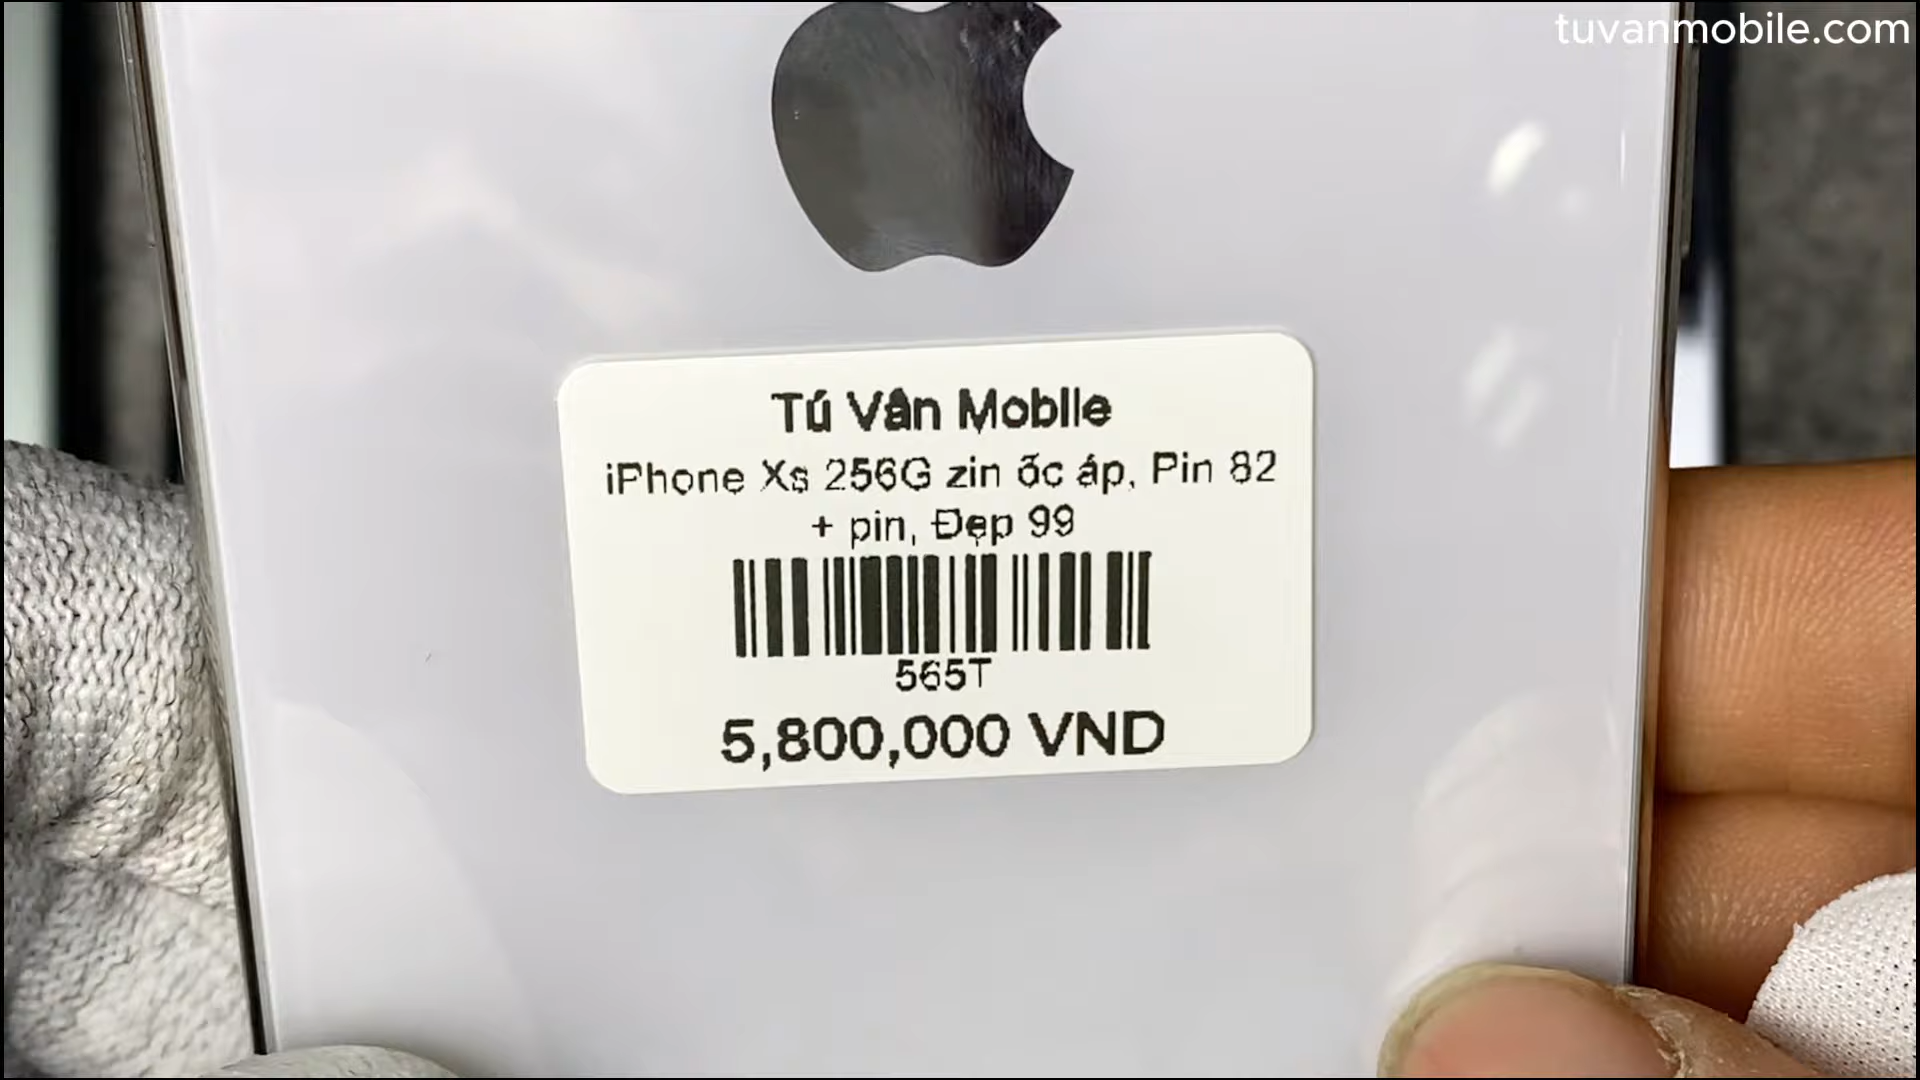 tuvanmobile.com
Tú Vân Mobile
iPhone Xs 256G zin ốc áp, Pin 82
+ pin, Đẹp 99
565T
5,800,000 VND